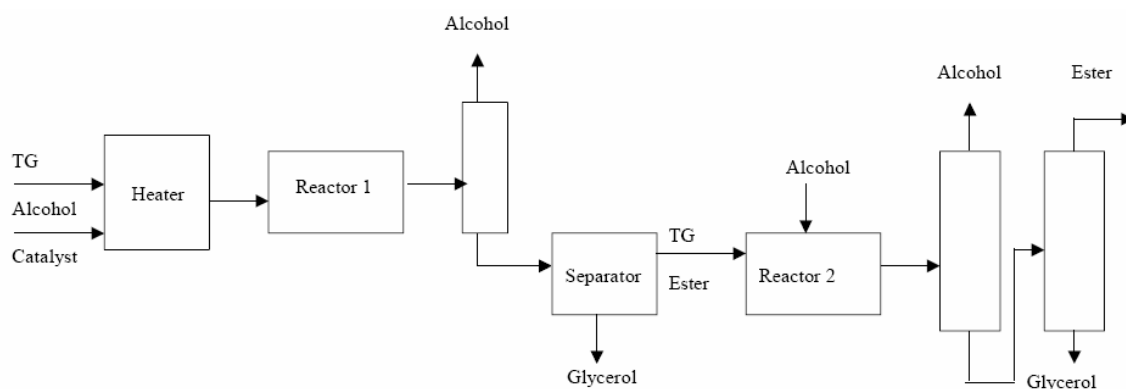 Alcohol
Alcohol
Ester
TG
Heater
Reactor 1
Alcohol
Alcohol
Catalyst
TG
Separator
Ester
Reactor 2
Glycerol
Glycerol